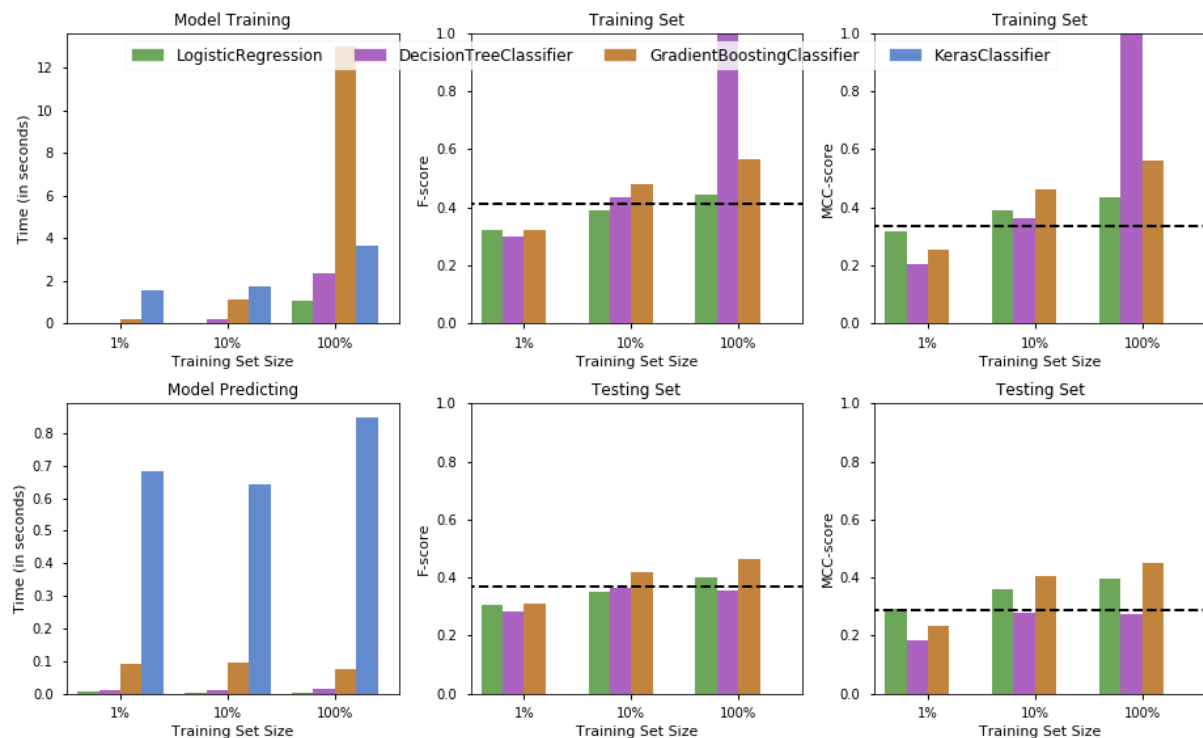 Model Training
Training Set
Training Set
LogisticRegression
DecisionTreeClassifier
GradientBoostingClassifier
KerasClassifier
Time (in seconds)
12
10
8
6
4
2
0
1%
10%
100%
Training Set Size
F-score
1.0
0.8
0.6
0.4
0.2
0.0
1%
10%
100%
Training Set Size
MCC-score
1.0
0.8
0.6
0.4
0.2
0.0
1%
10%
100%
Training Set Size
Model Predicting
Time (in seconds)
0.8
0.7
0.6
0.5
0.4
0.3
0.2
0.1
0.0
1%
10%
100%
Training Set Size
Testing Set
F-score
1.0
0.8
0.6
0.4
0.2
0.0
1%
10%
100%
Training Set Size
Testing Set
MCC-score
1.0
0.8
0.6
0.4
0.2
0.0
1%
10%
100%
Training Set Size